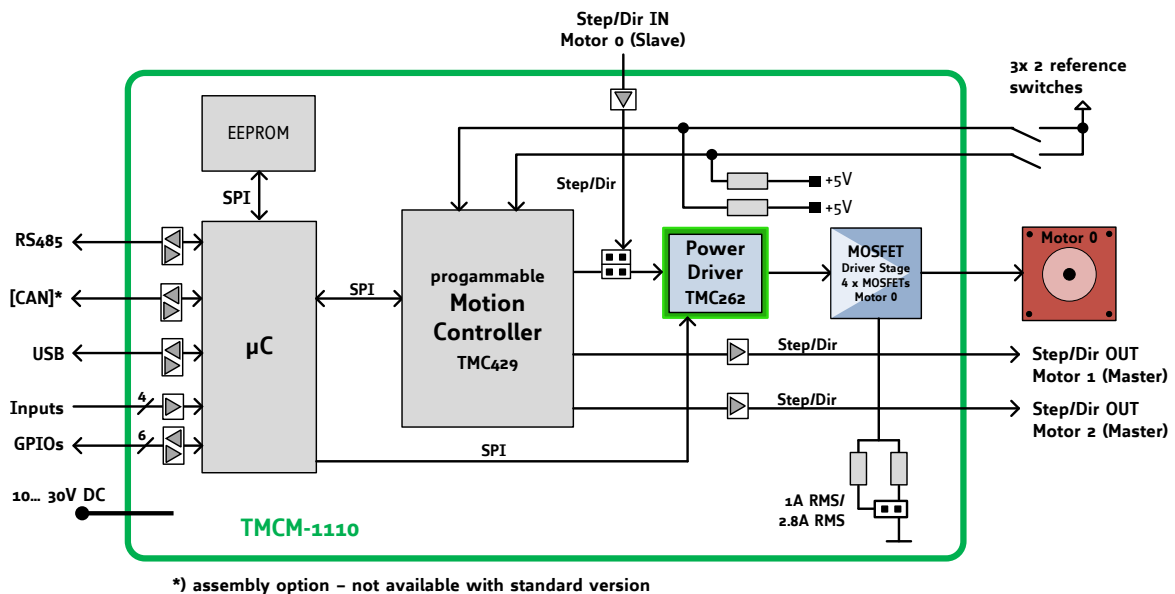 Step/Dir IN
Motor 0 (Slave)
3x 2 reference
switches
EEPROM
SPI
Step/Dir
+5V
+5V
RS485
[CAN]*
USB
Inputs
4
GPIOs
6
µC
SPI
progammable
Motion
Controller
TMC429
Power
Driver
TMC262
MOSFET
Driver Stage
4 x MOSFETs
Motor 0
Motor 0
Step/Dir
Step/Dir OUT
Motor 1 (Master)
Step/Dir
Step/Dir OUT
Motor 2 (Master)
SPI
10... 30V DC
1A RMS/
2.8A RMS
TMCM-1110
*) assembly option – not available with standard version